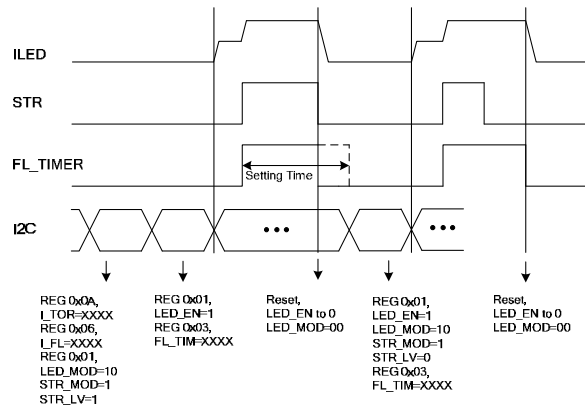 ILED
STR
FL_TIMER
Setting Time
I2C
•••
•••
REG 0x0A,
I_TOR=XXXX
REG 0x06,
I_FL=XXXX
REG 0x01,
LED_MOD=10
STR_MOD=1
STR_LV=1
REG 0x01,
LED_EN=1
REG 0x03,
FL_TIM=XXXX
Reset,
LED_EN to 0
LED_MOD=00
REG 0x01,
LED_EN=1
LED_MOD=10
STR_MOD=1
STR_LV=0
REG 0x03,
FL_TIM=XXXX
Reset,
LED_EN to 0
LED_MOD=00